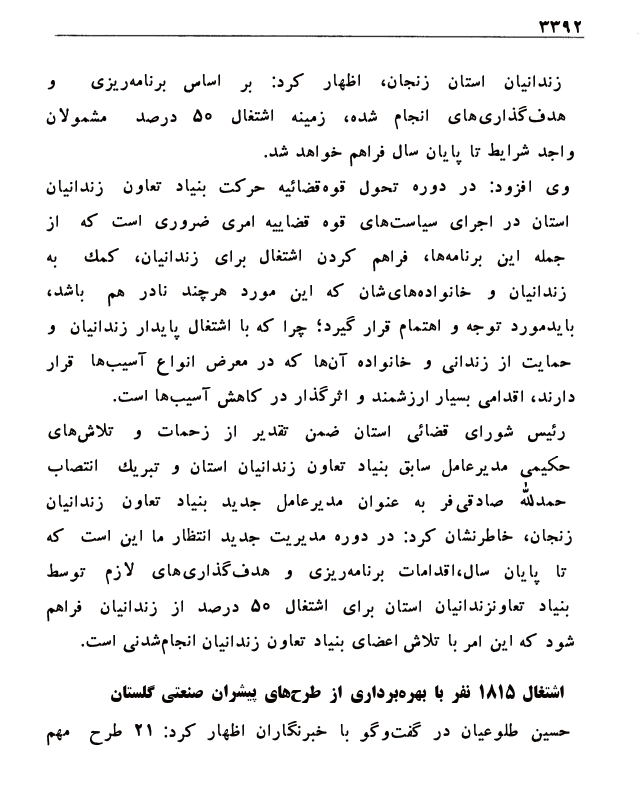 ۳۳۹۲
زندانیان استان زنجان، اظهار کرد: بر اساس برنامه‌ریزی و
هدف‌گذاری‌های انجام شده، زمینه اشتغال ۵۰ درصد مشمولان
واجد شرایط تا پایان سال فراهم خواهد شد.
وی افزود: در دوره تحول قوه‌قضائیه حرکت بنیاد تعاون زندانیان
استان در اجرای سیاست‌های قوه قضاییه امری ضروری است که از
جمله این برنامه‌ها، فراهم کردن اشتغال برای زندانیان، کمک به
زندانیان و خانواده‌های‌شان که این مورد هرچند نادر هم باشد،
بایدمورد توجه و اهتمام قرار گیرد؛ چرا که با اشتغال پایدار زندانیان و
حمایت از زندانی و خانواده آن‌ها که در معرض انواع آسیب‌ها قرار
دارند، اقدامی بسیار ارزشمند و اثرگذار در کاهش آسیب‌ها است.
رئیس شورای قضائی استان ضمن تقدیر از زحمات و تلاش‌های
حکیمی مدیرعامل سابق بنیاد تعاون زندانیان استان و تبریک انتصاب
حمدلله صادقی‌فر به عنوان مدیرعامل جدید بنیاد تعاون زندانیان
زنجان، خاطرنشان کرد: در دوره مدیریت جدید انتظار ما این است که
تا پایان سال،اقدامات برنامه‌ریزی و هدف‌گذاری‌های لازم توسط
بنیاد تعاونزندانیان استان برای اشتغال ۵۰ درصد از زندانیان فراهم
شود که این امر با تلاش اعضای بنیاد تعاون زندانیان انجام‌شدنی است.
اشتغال ۱۸۱۵ نفر با بهره‌برداری از طرح‌های پیشران صنعتی گلستان
حسین طلوعیان در گفت‌وگو با خبرنگاران اظهار کرد: ۲۱ طرح مهم